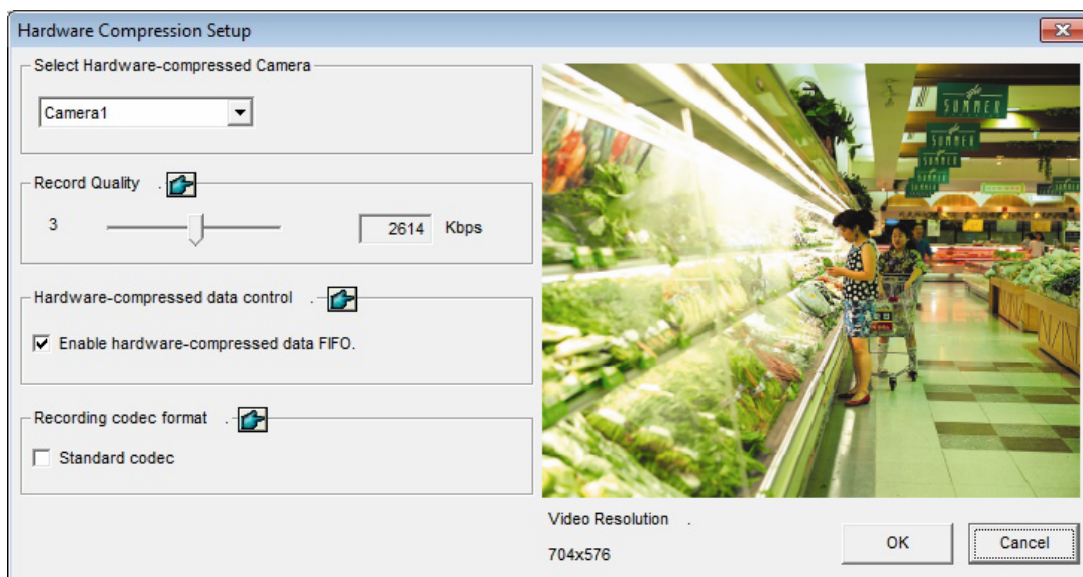 Hardware Compression Setup
Select Hardware-compressed Camera
Camera1
Record Quality .
3
2614 Kbps
Hardware-compressed data control .
Enable hardware-compressed data FIFO.
Recording codec format .
Standard codec
SUMMER
SUMMER
SUMMER
SUMMER
Video Resolution .
704x576
OK
Cancel